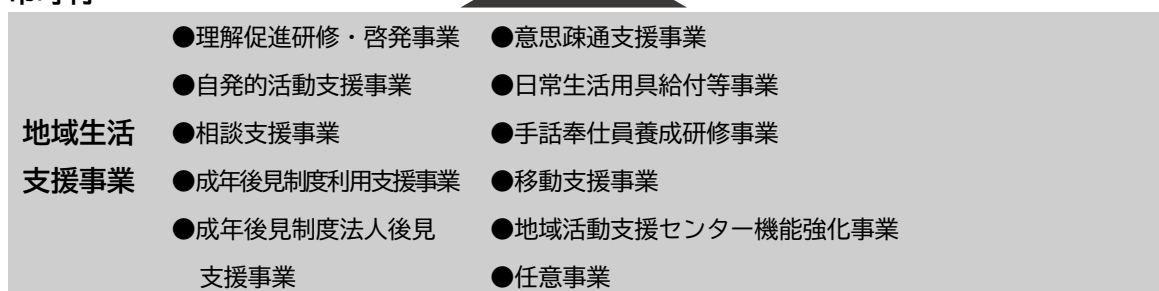 地域生活
支援事業
●理解促進研修・啓発事業
●自発的活動支援事業
●相談支援事業
●成年後見制度利用支援事業
●成年後見制度法人後見
支援事業
●意思疎通支援事業
●日常生活用具給付等事業
●手話奉仕員養成研修事業
●移動支援事業
●地域活動支援センター機能強化事業
●任意事業